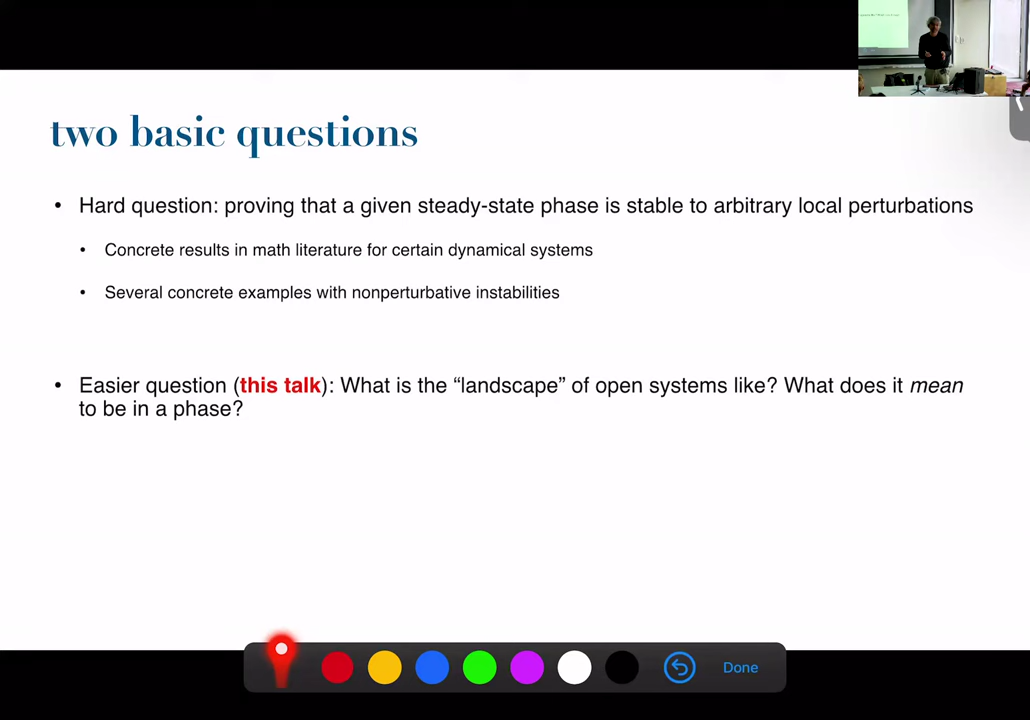 two basic questions
• Hard question: proving that a given steady-state phase is stable to arbitrary local perturbations
• Concrete results in math literature for certain dynamical systems
• Several concrete examples with nonperturbative instabilities
• Easier question (this talk): What is the “landscape” of open systems like? What does it mean
to be in a phase?
Done